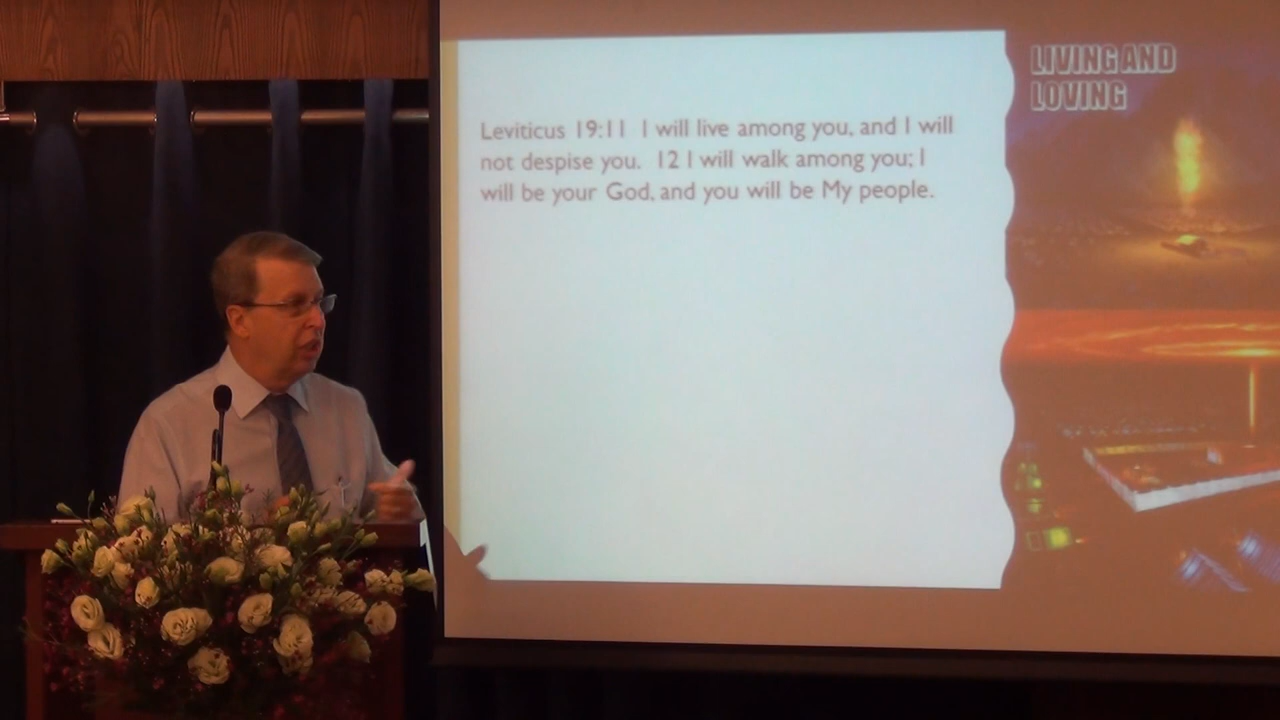 LIVING AND
LOVING
Leviticus 19:11 I will live among you, and I will
not despise you. 12 I will walk among you; I
will be your God, and you will be My people.